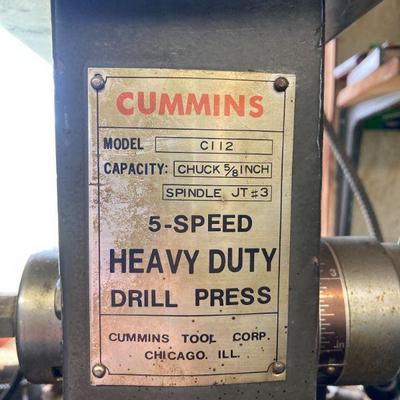 CUMMINS
MODEL C112
CAPACITY: CHUCK 5/8 INCH
SPINDLE JT#3
5-SPEED
HEAVY DUTY
DRILL PRESS
CUMMINS TOOL CORP.
CHICAGO. ILL.